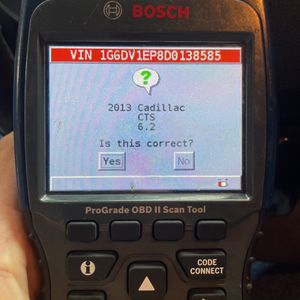 BOSCH
VIN 1G6DV1EP8D0138585
?
2013 Cadillac
CTS
6.2
Is this correct?
Yes No
ProGrade OBD II Scan Tool
i
CODE
CONNECT